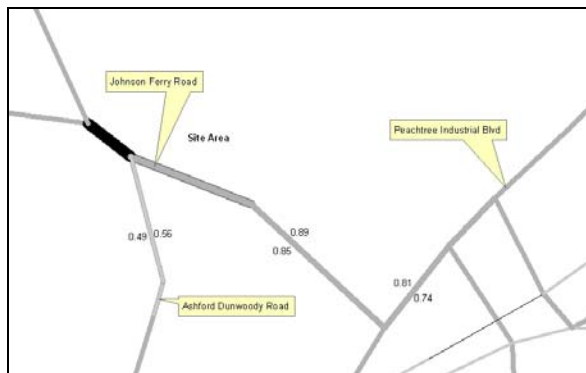 Johnson Ferry Road
Site Area
Peachtree Industrial Blvd
0.49 0.56
0.89
0.85
0.81
0.74
Ashford Dunwoody Road